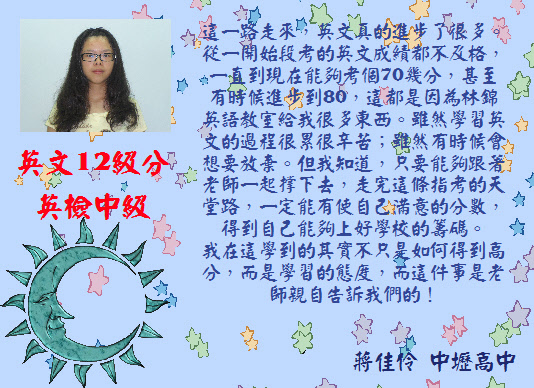 英文12級分
英檢中級
這一路走來，英文真的進步了很多。
從一開始段考的英文成績都不及格，
一直到現在能夠考個70幾分，甚至
有時候進步到80，這都是因為林錦
英語教室給我很多東西。雖然學習英
文的過程很累很辛苦；雖然有時候會
想要放棄。但我知道，只要能夠跟著
老師一起撐下去，走完這條指考的天
堂路，一定能有使自己滿意的分數，
得到自己能夠上好學校的籌碼。
我在這學到的其實不只是如何得到高
分，而是學習的態度，而這件事是老
師親自告訴我們的！
蔣佳伶 中壢高中